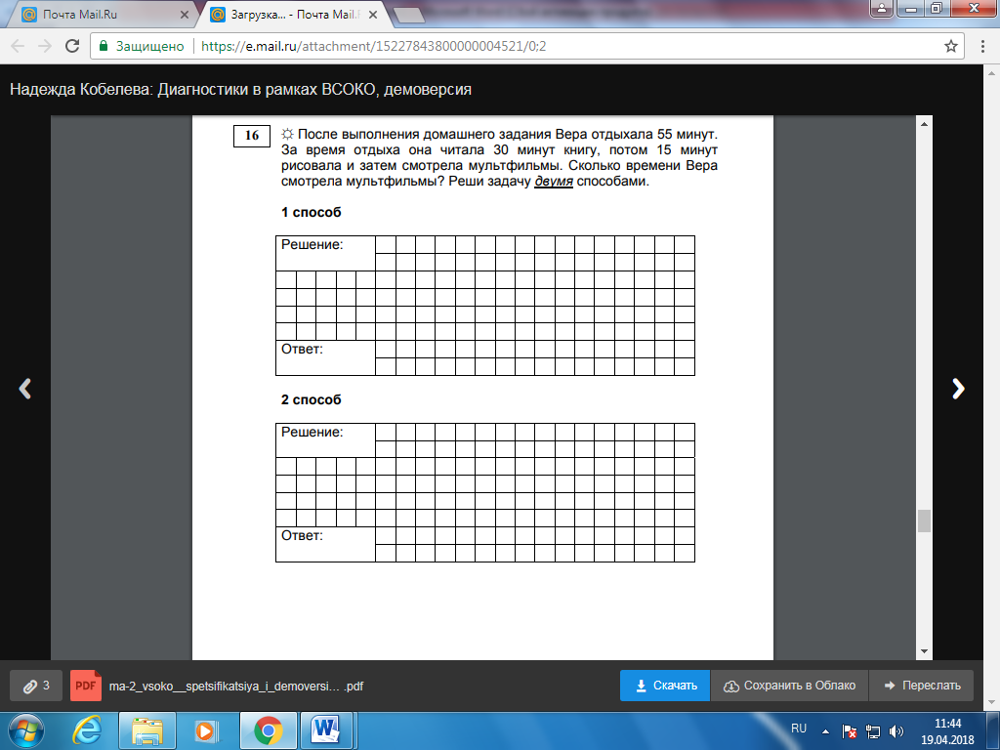 Почта Mail.Ru
Загрузка... - Почта Mail.R
Защищено
https://e.mail.ru/attachment/15227843800000004521/0;2
Надежда Кобелева: Диагностики в рамках ВСОКО, демоверсия
16
После выполнения домашнего задания Вера отдыхала 55 минут.
За время отдыха она читала 30 минут книгу, потом 15 минут
рисовала и затем смотрела мультфильмы. Сколько времени Вера
смотрела мультфильмы? Реши задачу двумя способами.
1 способ
Решение:
Ответ:
2 способ
Решение:
Ответ:
3
PDF
ma-2_vsoko__spetsifikatsiya_i_demoversi... .pdf
Скачать
Сохранить в Облако
Переслать
RU
11:44
19.04.2018